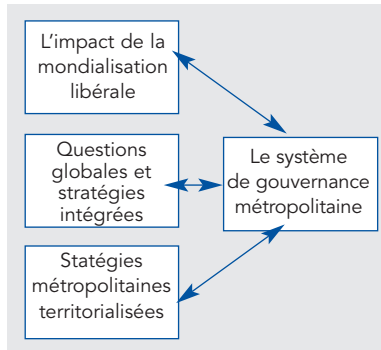 L'impact de la
mondialisation
libérale
Questions
globales et
stratégies
intégrées
Le système
de gouvernance
métropolitaine
Statégies
métropolitaines
territorialisées